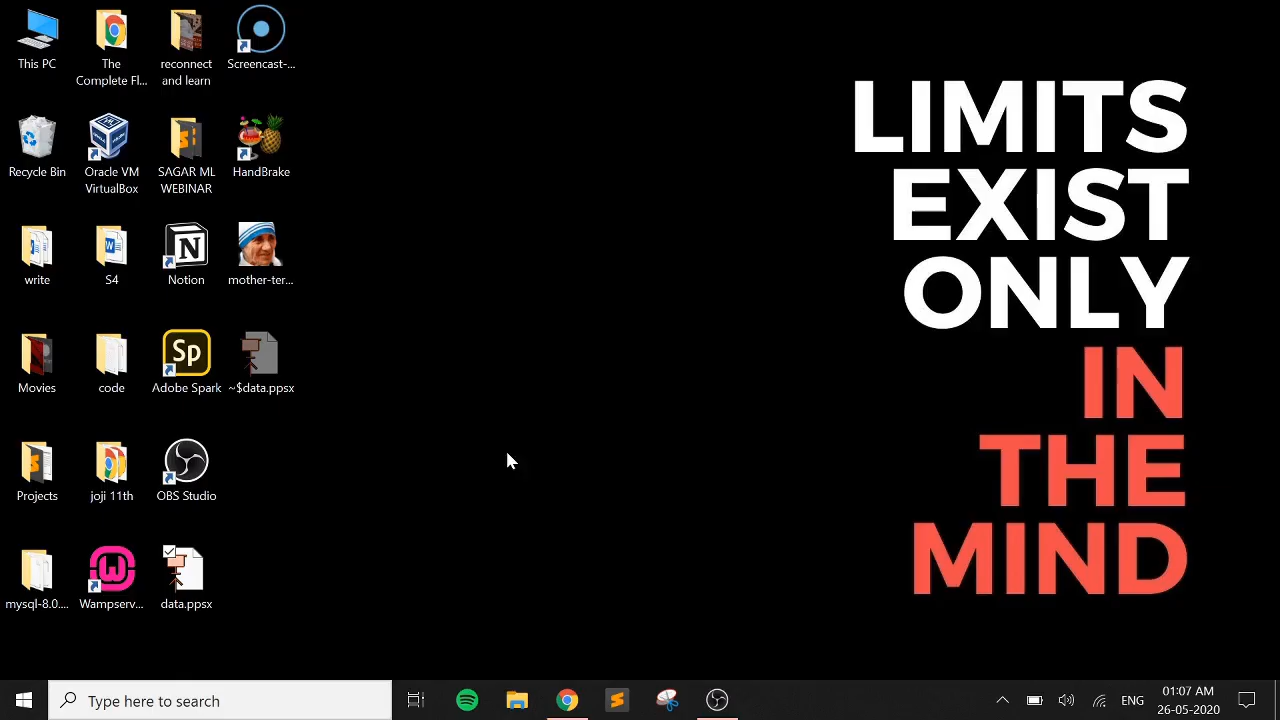 This PC
The Complete Fl...
reconnect and learn
Screencast-...
Recycle Bin
Oracle VM VirtualBox
SAGAR ML WEBINAR
HandBrake
write
S4
Notion
mother-ter...
Movies
code
Sp
Adobe Spark
~$data.ppsx
Projects
joji 11th
OBS Studio
mysql-8.0....
Wampserv...
data.ppsx
LIMITS
EXIST
ONLY
IN
THE
MIND
Type here to search
ENG
01:07 AM
26-05-2020